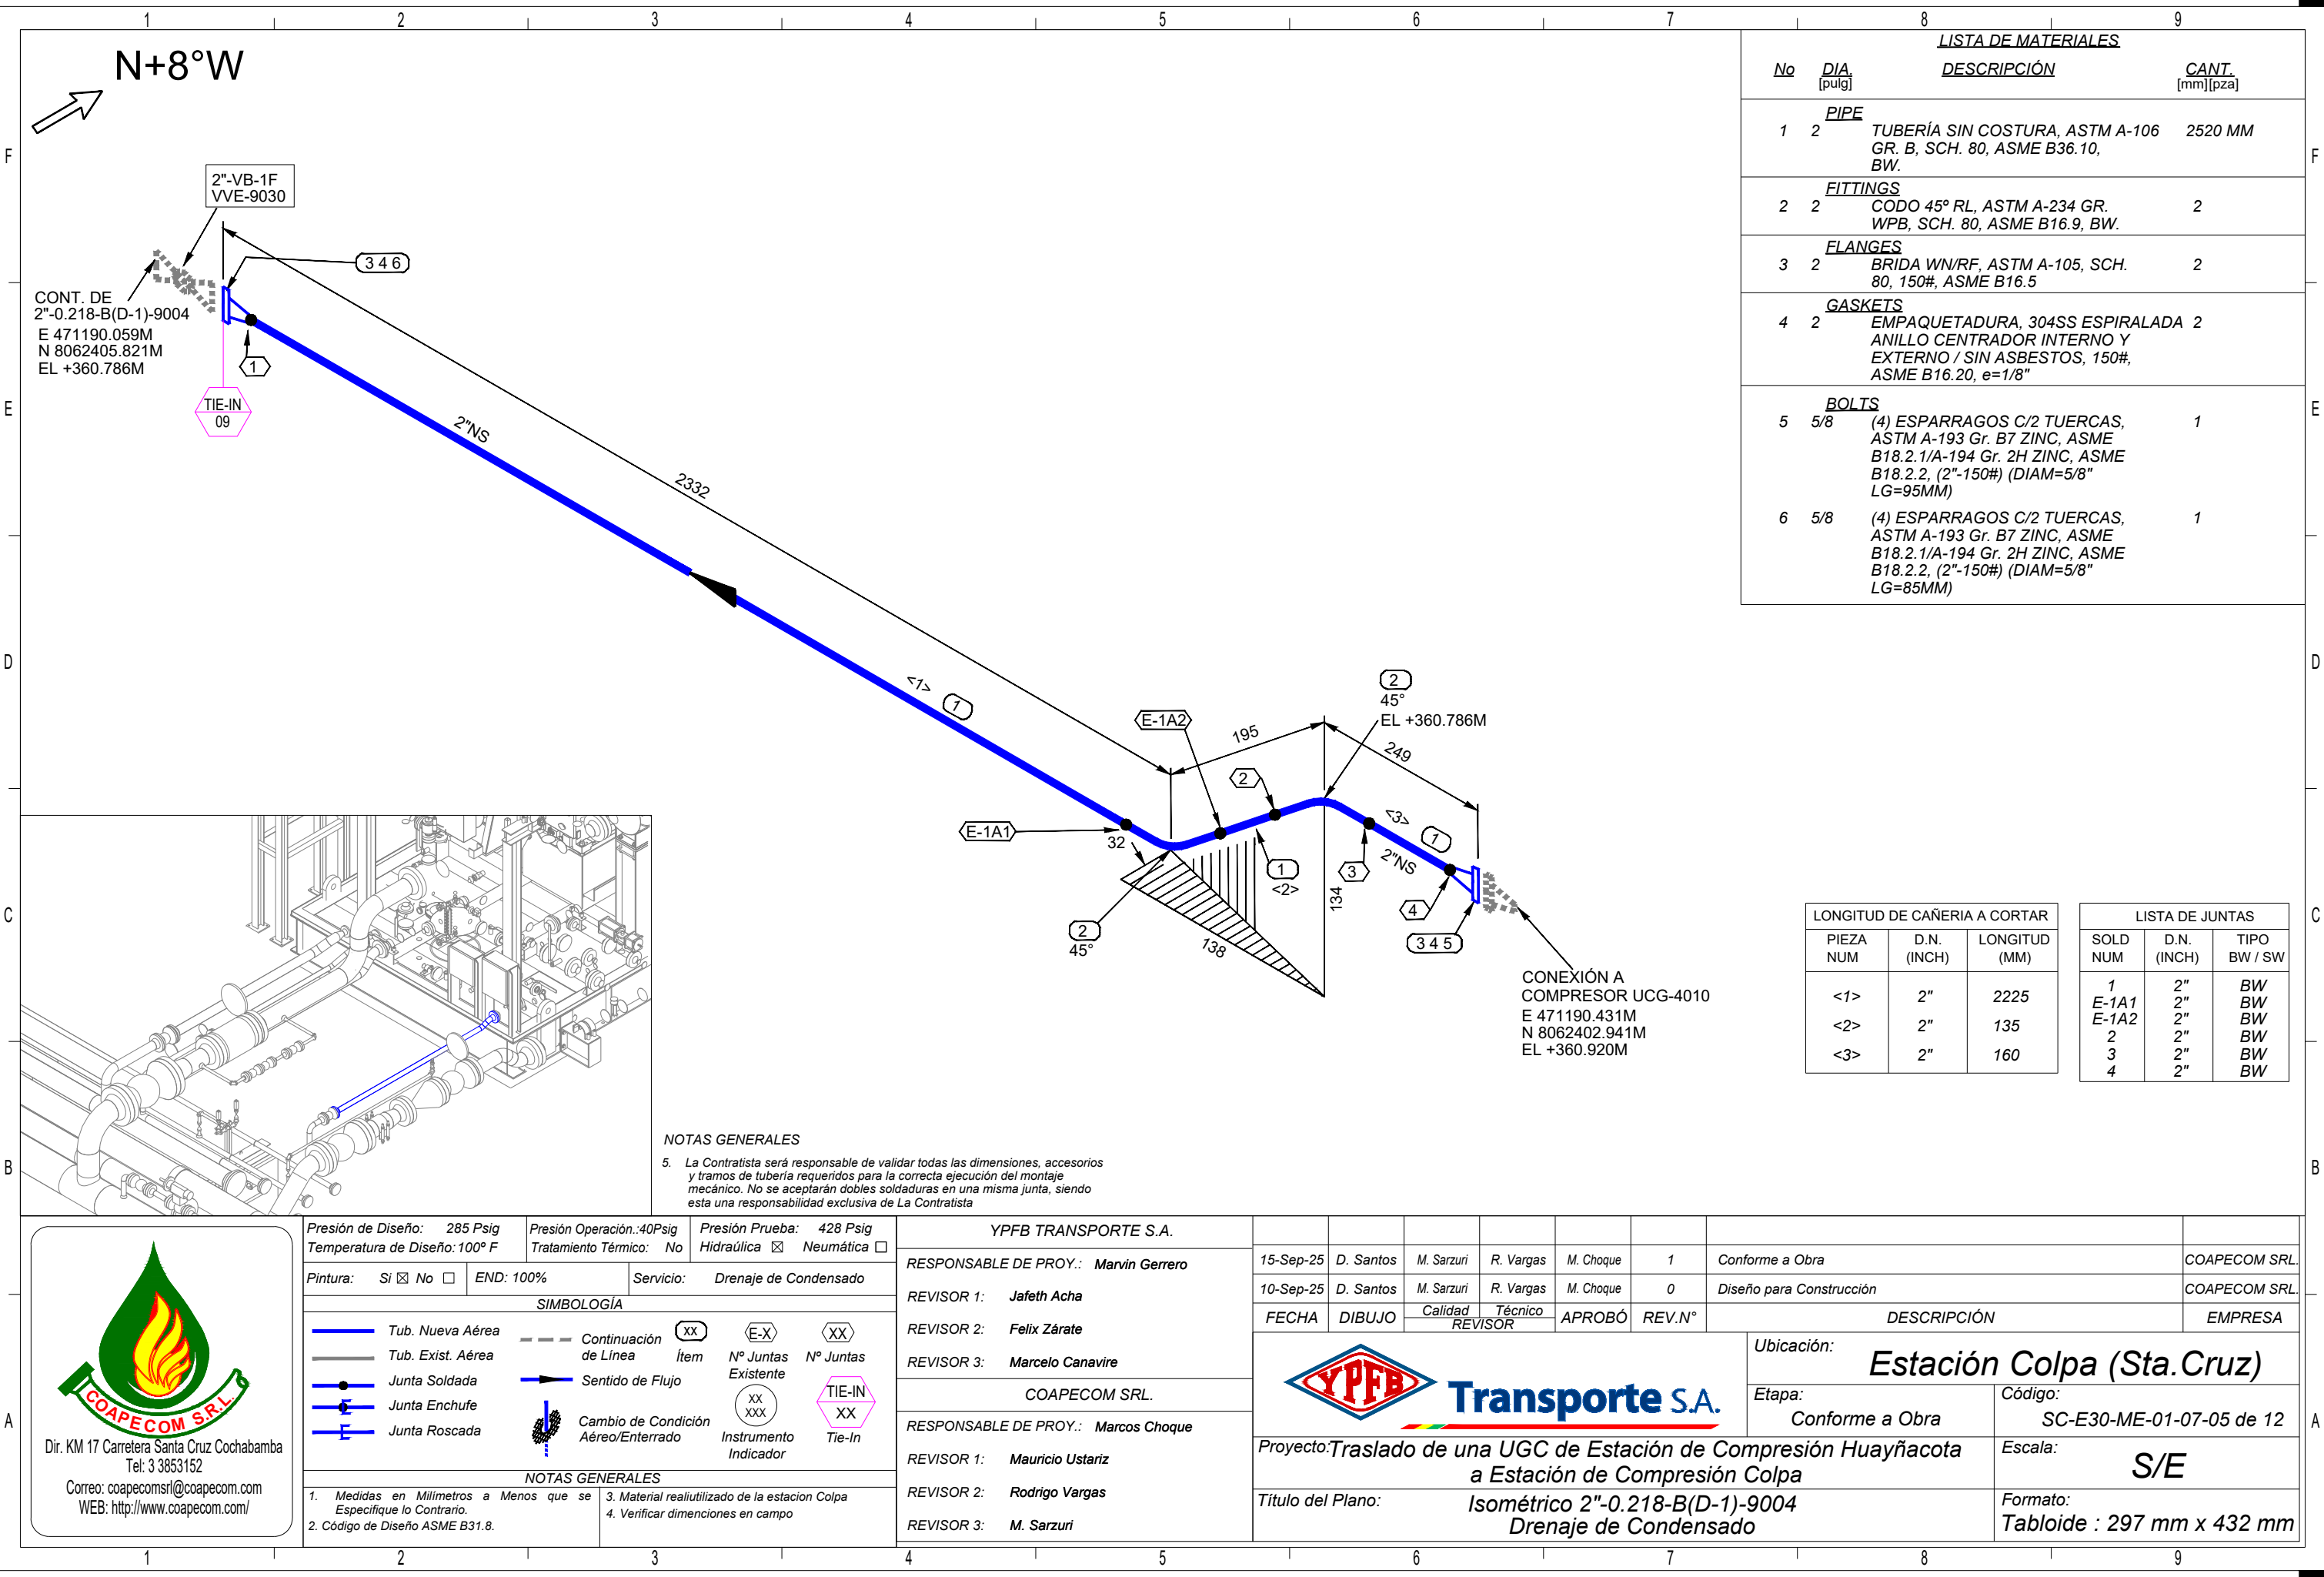 1 2 3 4 5 6 7 8 9
N+8°W
F
E
D
C
B
A
2"-VB-1F
VVE-9030
3 4 6
CONT. DE
2"-0.218-B(D-1)-9004
E 471190.059M
N 8062405.821M
EL +360.786M
1
TIE-IN
09
2"NS
2332
<1>
1
E-1A2
195
2
45°
EL +360.786M
249
2
E-1A1
32
<3>
1
2"NS
1
<2>
3
134
4
2
45°
138
3 4 5
CONEXIÓN A
COMPRESOR UCG-4010
E 471190.431M
N 8062402.941M
EL +360.920M
LISTA DE MATERIALES
No DIA. DESCRIPCIÓN CANT.
[pulg] [mm][pza]
PIPE
1 2 TUBERÍA SIN COSTURA, ASTM A-106 2520 MM
GR. B, SCH. 80, ASME B36.10,
BW.
FITTINGS
2 2 CODO 45º RL, ASTM A-234 GR. 2
WPB, SCH. 80, ASME B16.9, BW.
FLANGES
3 2 BRIDA WN/RF, ASTM A-105, SCH. 2
80, 150#, ASME B16.5
GASKETS
4 2 EMPAQUETADURA, 304SS ESPIRALADA 2
ANILLO CENTRADOR INTERNO Y
EXTERNO / SIN ASBESTOS, 150#,
ASME B16.20, e=1/8"
BOLTS
5 5/8 (4) ESPARRAGOS C/2 TUERCAS, 1
ASTM A-193 Gr. B7 ZINC, ASME
B18.2.1/A-194 Gr. 2H ZINC, ASME
B18.2.2, (2"-150#) (DIAM=5/8"
LG=95MM)
6 5/8 (4) ESPARRAGOS C/2 TUERCAS, 1
ASTM A-193 Gr. B7 ZINC, ASME
B18.2.1/A-194 Gr. 2H ZINC, ASME
B18.2.2, (2"-150#) (DIAM=5/8"
LG=85MM)
LONGITUD DE CAÑERIA A CORTAR
PIEZA D.N. LONGITUD
NUM (INCH) (MM)
<1> 2" 2225
<2> 2" 135
<3> 2" 160
LISTA DE JUNTAS
SOLD D.N. TIPO
NUM (INCH) BW / SW
1 2" BW
E-1A1 2" BW
E-1A2 2" BW
2 2" BW
3 2" BW
4 2" BW
NOTAS GENERALES
5. La Contratista será responsable de validar todas las dimensiones, accesorios
y tramos de tubería requeridos para la correcta ejecución del montaje
mecánico. No se aceptarán dobles soldaduras en una misma junta, siendo
esta una responsabilidad exclusiva de La Contratista
COAPECOM S.R.L.
Dir. KM 17 Carretera Santa Cruz Cochabamba
Tel: 3 3853152
Correo: coapecomsrl@coapecom.com
WEB: http://www.coapecom.com/
Presión de Diseño: 285 Psig Presión Operación.:40Psig Presión Prueba: 428 Psig
Temperatura de Diseño: 100º F Tratamiento Térmico: No Hidraúlica ☒ Neumática ☐
Pintura: Si ☒ No ☐ END: 100% Servicio: Drenaje de Condensado
SIMBOLOGÍA
Tub. Nueva Aérea
Tub. Exist. Aérea
Junta Soldada
Junta Enchufe
Junta Roscada
Continuación
de Línea
Sentido de Flujo
Cambio de Condición
Aéreo/Enterrado
XX
Ítem
E-X
Nº Juntas
Existente
XX
Nº Juntas
XX
XXX
Instrumento
Indicador
TIE-IN
XX
Tie-In
NOTAS GENERALES
1. Medidas en Milímetros a Menos que se
Especifique lo Contrario.
2. Código de Diseño ASME B31.8.
3. Material realiutilizado de la estacion Colpa
4. Verificar dimenciones en campo
YPFB TRANSPORTE S.A.
RESPONSABLE DE PROY.: Marvin Gerrero
REVISOR 1: Jafeth Acha
REVISOR 2: Felix Zárate
REVISOR 3: Marcelo Canavire
COAPECOM SRL.
RESPONSABLE DE PROY.: Marcos Choque
REVISOR 1: Mauricio Ustariz
REVISOR 2: Rodrigo Vargas
REVISOR 3: M. Sarzuri
15-Sep-25 D. Santos M. Sarzuri R. Vargas M. Choque 1 Conforme a Obra COAPECOM SRL.
10-Sep-25 D. Santos M. Sarzuri R. Vargas M. Choque 0 Diseño para Construcción COAPECOM SRL.
FECHA DIBUJO Calidad Técnico APROBÓ REV.N° DESCRIPCIÓN EMPRESA
REVISOR
YPFB
Transporte S.A.
Ubicación:
Estación Colpa (Sta.Cruz)
Etapa:
Conforme a Obra
Código:
SC-E30-ME-01-07-05 de 12
Proyecto: Traslado de una UGC de Estación de Compresión Huayñacota
a Estación de Compresión Colpa
Escala:
S/E
Título del Plano: Isométrico 2"-0.218-B(D-1)-9004
Drenaje de Condensado
Formato:
Tabloide : 297 mm x 432 mm
1 2 3 4 5 6 7 8 9
F
E
D
C
B
A